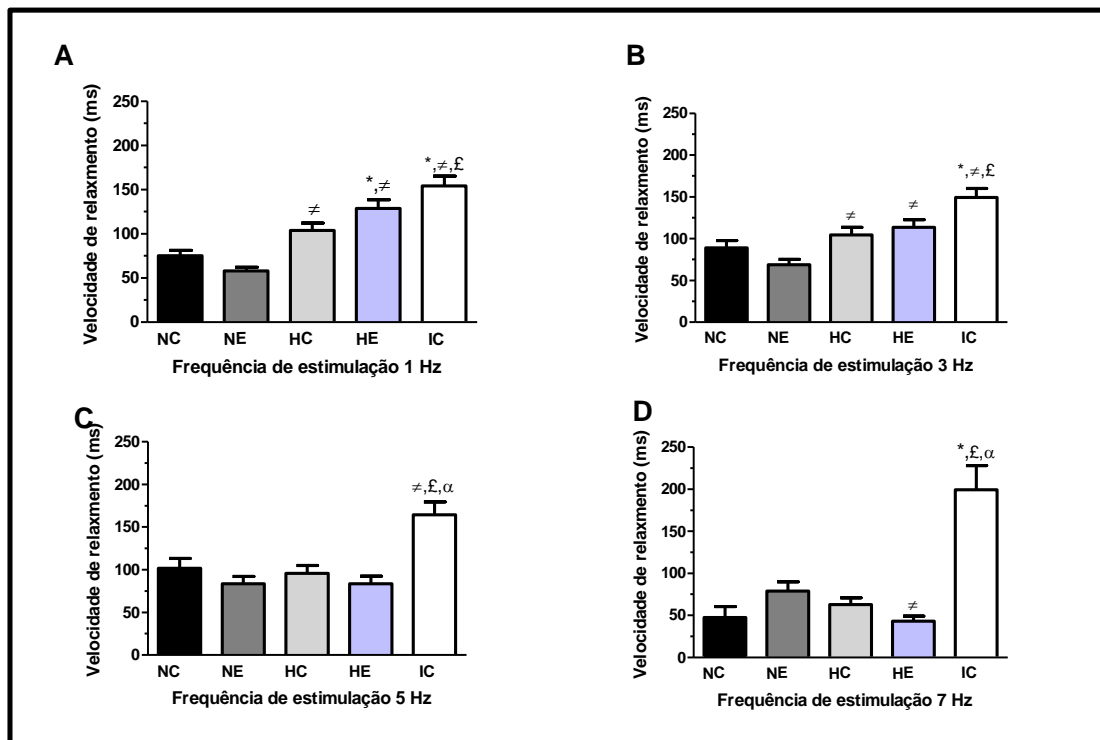 A
Velocidade de relaxmento (ms)
250
200
150
100
50
0
≠
*,≠
*,≠,£
NC NE HC HE IC
Frequência de estimulação 1 Hz
B
Velocidade de relaxmento (ms)
250
200
150
100
50
0
≠
≠
*,≠,£
NC NE HC HE IC
Frequência de estimulação 3 Hz
C
Velocidade de relaxmento (ms)
250
200
150
100
50
0
≠,£,α
NC NE HC HE IC
Frequência de estimulação 5 Hz
D
Velocidade de relaxmento (ms)
250
200
150
100
50
0
≠
*,£,α
NC NE HC HE IC
Frequência de estimulação 7 Hz